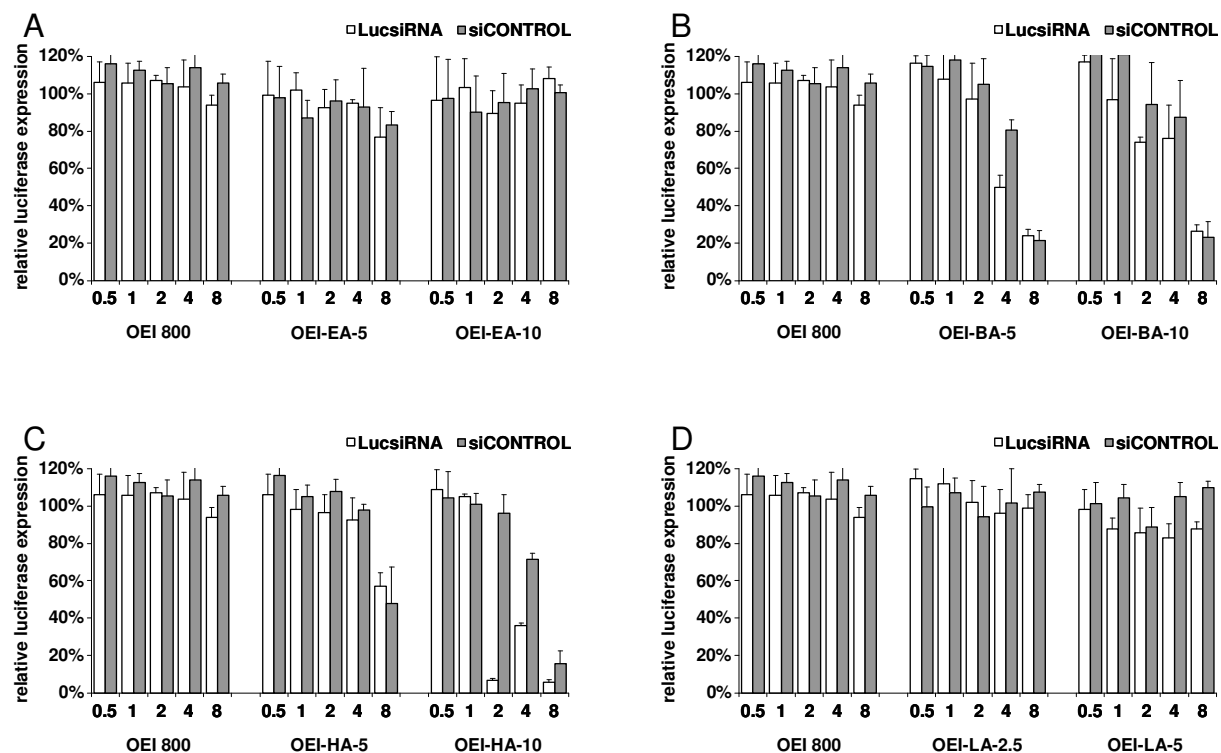 A
LucsiRNA siCONTROL
relative luciferase expression
120%
100%
80%
60%
40%
20%
0%
0.5 1 2 4 8 0.5 1 2 4 8 0.5 1 2 4 8
OEI 800 OEI-EA-5 OEI-EA-10
B
LucsiRNA siCONTROL
relative luciferase expression
120%
100%
80%
60%
40%
20%
0%
0.5 1 2 4 8 0.5 1 2 4 8 0.5 1 2 4 8
OEI 800 OEI-BA-5 OEI-BA-10
C
LucsiRNA siCONTROL
relative luciferase expression
120%
100%
80%
60%
40%
20%
0%
0.5 1 2 4 8 0.5 1 2 4 8 0.5 1 2 4 8
OEI 800 OEI-HA-5 OEI-HA-10
D
LucsiRNA siCONTROL
relative luciferase expression
120%
100%
80%
60%
40%
20%
0%
0.5 1 2 4 8 0.5 1 2 4 8 0.5 1 2 4 8
OEI 800 OEI-LA-2.5 OEI-LA-5